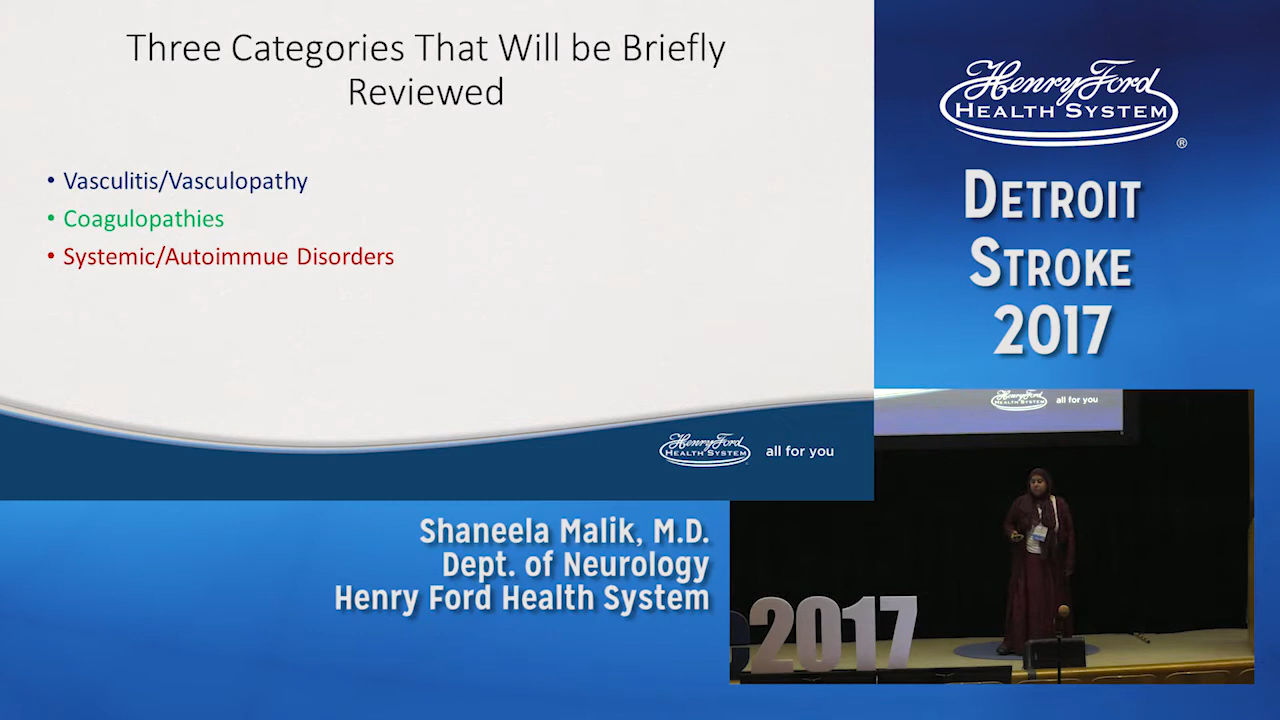 Three Categories That Will be Briefly
Reviewed
• Vasculitis/Vasculopathy
• Coagulopathies
• Systemic/Autoimmue Disorders
Henry Ford
HEALTH SYSTEM
all for you
Henry Ford
HEALTH SYSTEM
®
DETROIT
STROKE
2017
Henry Ford
HEALTH SYSTEM
all for you
2017
Shaneela Malik, M.D.
Dept. of Neurology
Henry Ford Health System